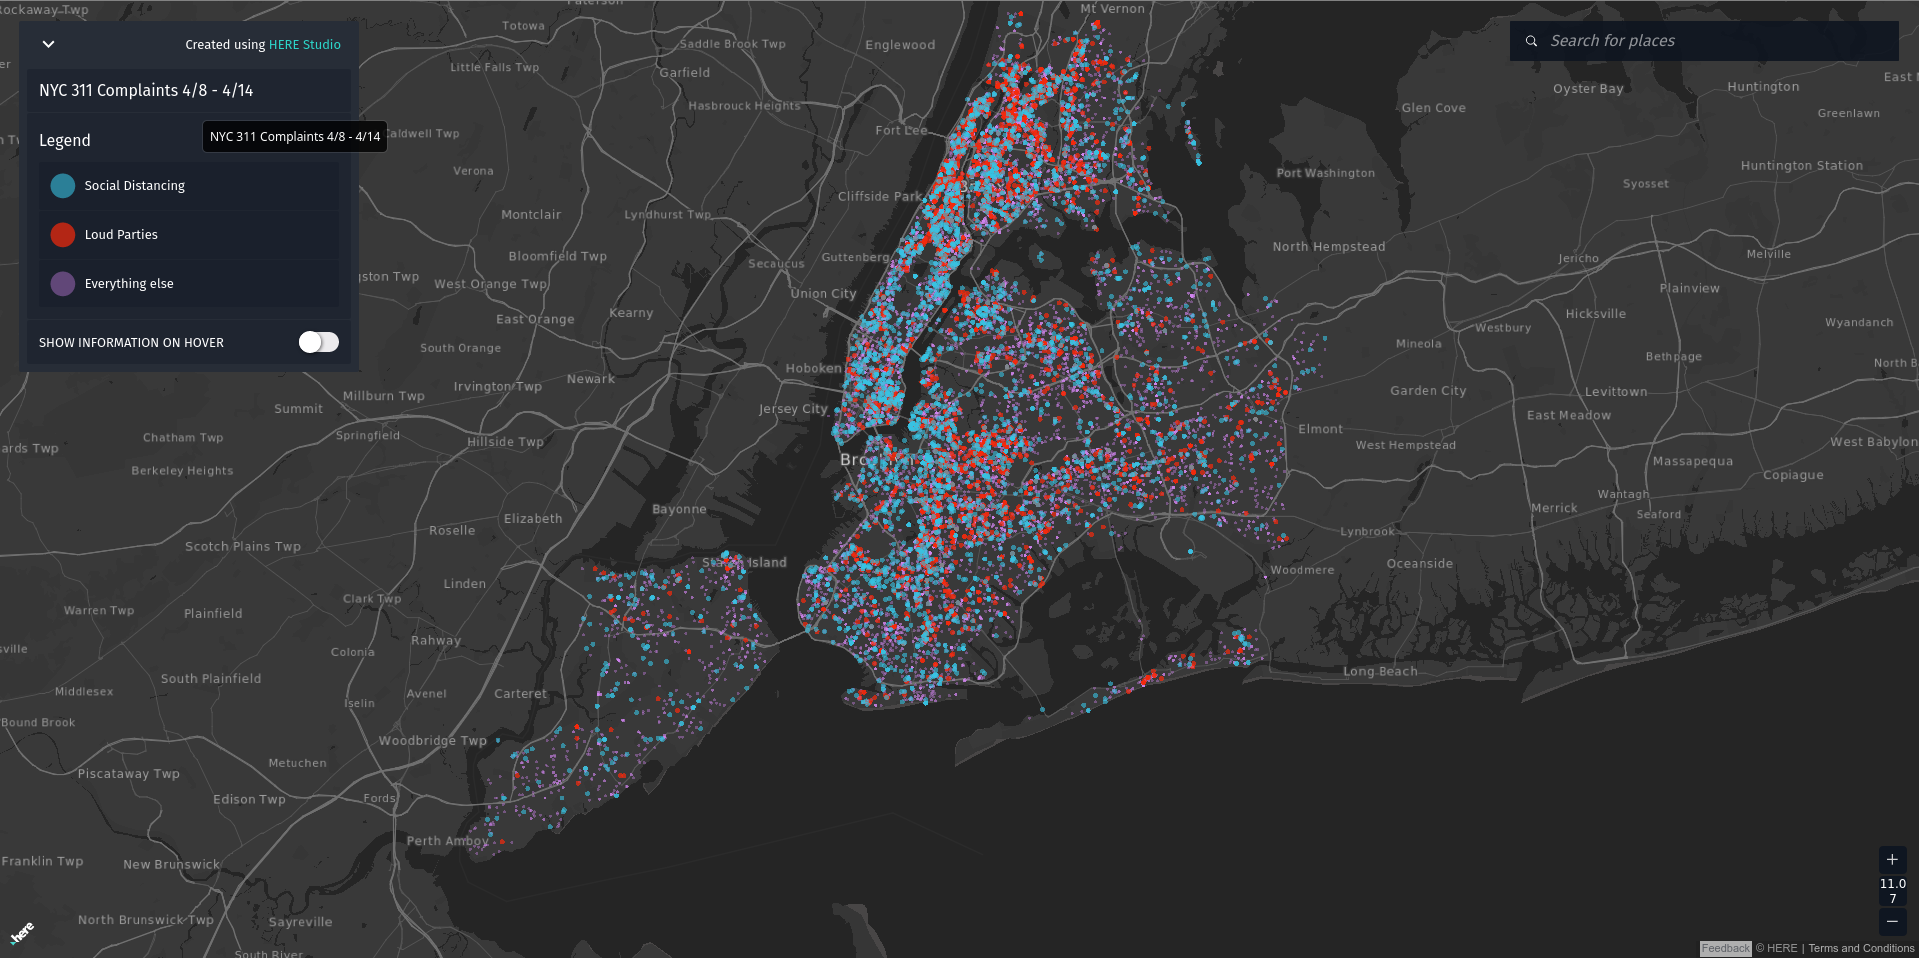 Rockaway Twp
Totowa
Paterson
Mt Vernon
Created using HERE Studio
Saddle Brook Twp
Englewood
Search for places
Little Falls Twp
Garfield
NYC 311 Complaints 4/8 - 4/14
Hasbrouck Heights
Glen Cove
Oyster Bay
Huntington
East
Greenlawn
Legend
NYC 311 Complaints 4/8 - 4/14
Caldwell Twp
Fort Lee
Verona
Port Washington
Huntington Station
Social Distancing
Syosset
Cliffside Park
Montclair
Lyndhurst Twp
Loud Parties
North Hempstead
Bloomfield Twp
Secaucus
Guttenberg
Jericho
Melville
Everything else
gston Twp
West Orange Twp
Union City
Plainview
East Orange
Kearny
Hicksville
Westbury
Wyandanch
SHOW INFORMATION ON HOVER
South Orange
Mineola
Bethpage
North B
Hoboken
Newark
Irvington Twp
Millburn Twp
Garden City
Levittown
Summit
Jersey City
East Meadow
Chatham Twp
Springfield
Hillside Twp
Elmont
West Hempstead
West Babylon
ards Twp
Berkeley Heights
Massapequa
Copiague
Wantagh
Bayonne
Merrick
Seaford
Elizabeth
Roselle
Lynbrook
Scotch Plains Twp
Staten Island
Woodmere
Oceanside
Linden
Clark Twp
Warren Twp
Plainfield
Rahway
sville
Colonia
Long Beach
South Plainfield
Middlesex
Avenel
Carteret
Iselin
Bound Brook
Woodbridge Twp
Metuchen
Piscataway Twp
Edison Twp
Fords
Perth Amboy
Franklin Twp
New Brunswick
+
11.0
7
−
North Brunswick Twp
Sayreville
here
South River
Feedback © HERE | Terms and Conditions